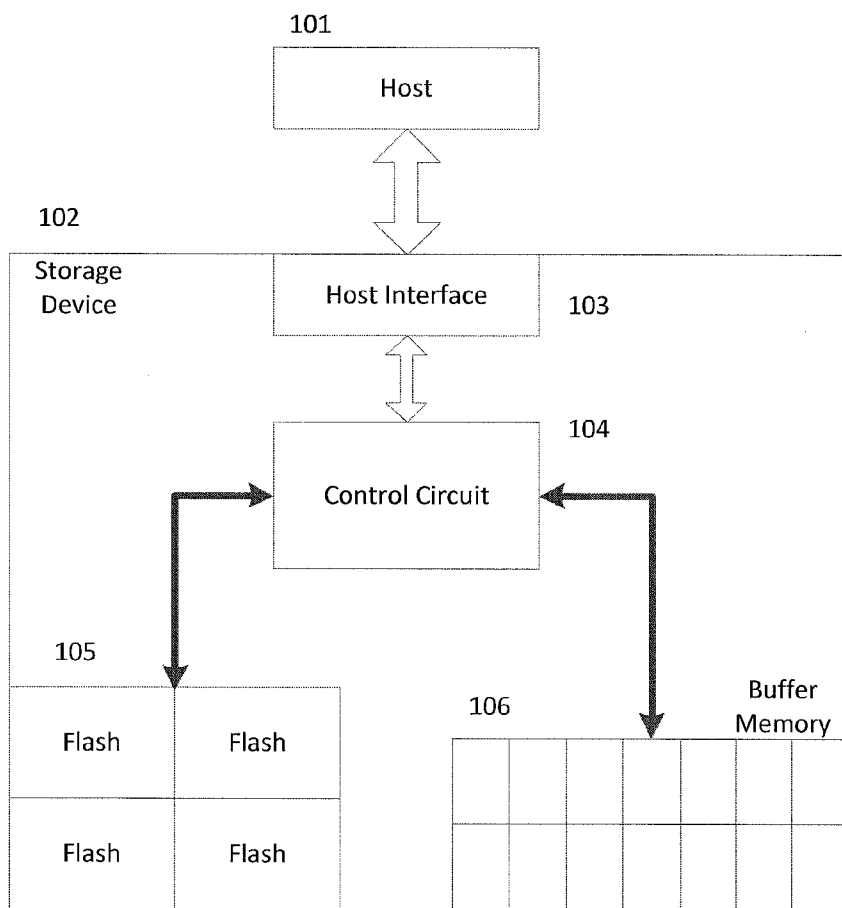 101
Host
102
Storage
Device
Host Interface
103
104
Control Circuit
105
Flash
Flash
Flash
Flash
106
Buffer
Memory